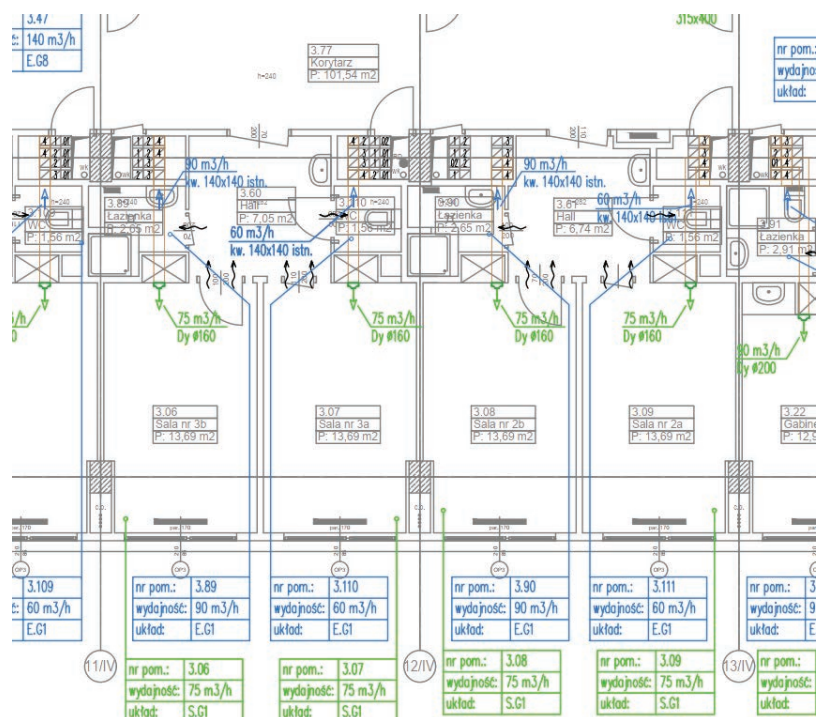 3.47
140 m3/h
E.G8
315x400
3.77
Korytarz
P: 101,54 m2
h=240
nr pom.:
układ:
90 m3/h
kw. 140x140 istn.
3.60
Hall
P: 7,05 m2
90 m3/h
kw. 140x140 istn.
Hall
P: 6,74 m2
h=240
WC
P: 1,56 m2
3.89
Łazienka
P: 2,65 m2
60 m3/h
kw. 140x140 istn.
h=240
P: 1,56 m2
3.90
Łazienka
P: 2,65 m2
60 m3/h
kw. 140x140 istn.
WC
P: 1,56 m2
Łazienka
P: 2,91 m2
75 m3/h
Dy ø160
75 m3/h
Dy ø160
75 m3/h
Dy ø160
75 m3/h
Dy ø160
90 m3/h
Dy ø200
3.06
Sala nr 3b
P: 13,69 m2
3.07
Sala nr 3a
P: 13,69 m2
3.08
Sala nr 2b
P: 13,69 m2
3.09
Sala nr 2a
P: 13,69 m2
3.22
3.109
60 m3/h
E.G1
nr pom.: 3.89
wydajność: 90 m3/h
układ: E.G1
nr pom.: 3.110
wydajność: 60 m3/h
układ: E.G1
nr pom.: 3.90
wydajność: 90 m3/h
układ: E.G1
nr pom.: 3.111
wydajność: 60 m3/h
układ: E.G1
nr pom.:
wydajność:
układ:
11/IV
12/IV
13/IV
nr pom.: 3.06
wydajność: 75 m3/h
układ: S.G1
nr pom.: 3.07
wydajność: 75 m3/h
układ: S.G1
nr pom.: 3.08
wydajność: 75 m3/h
układ: S.G1
nr pom.: 3.09
wydajność: 75 m3/h
układ: S.G1
nr pom.:
wydajność:
układ: